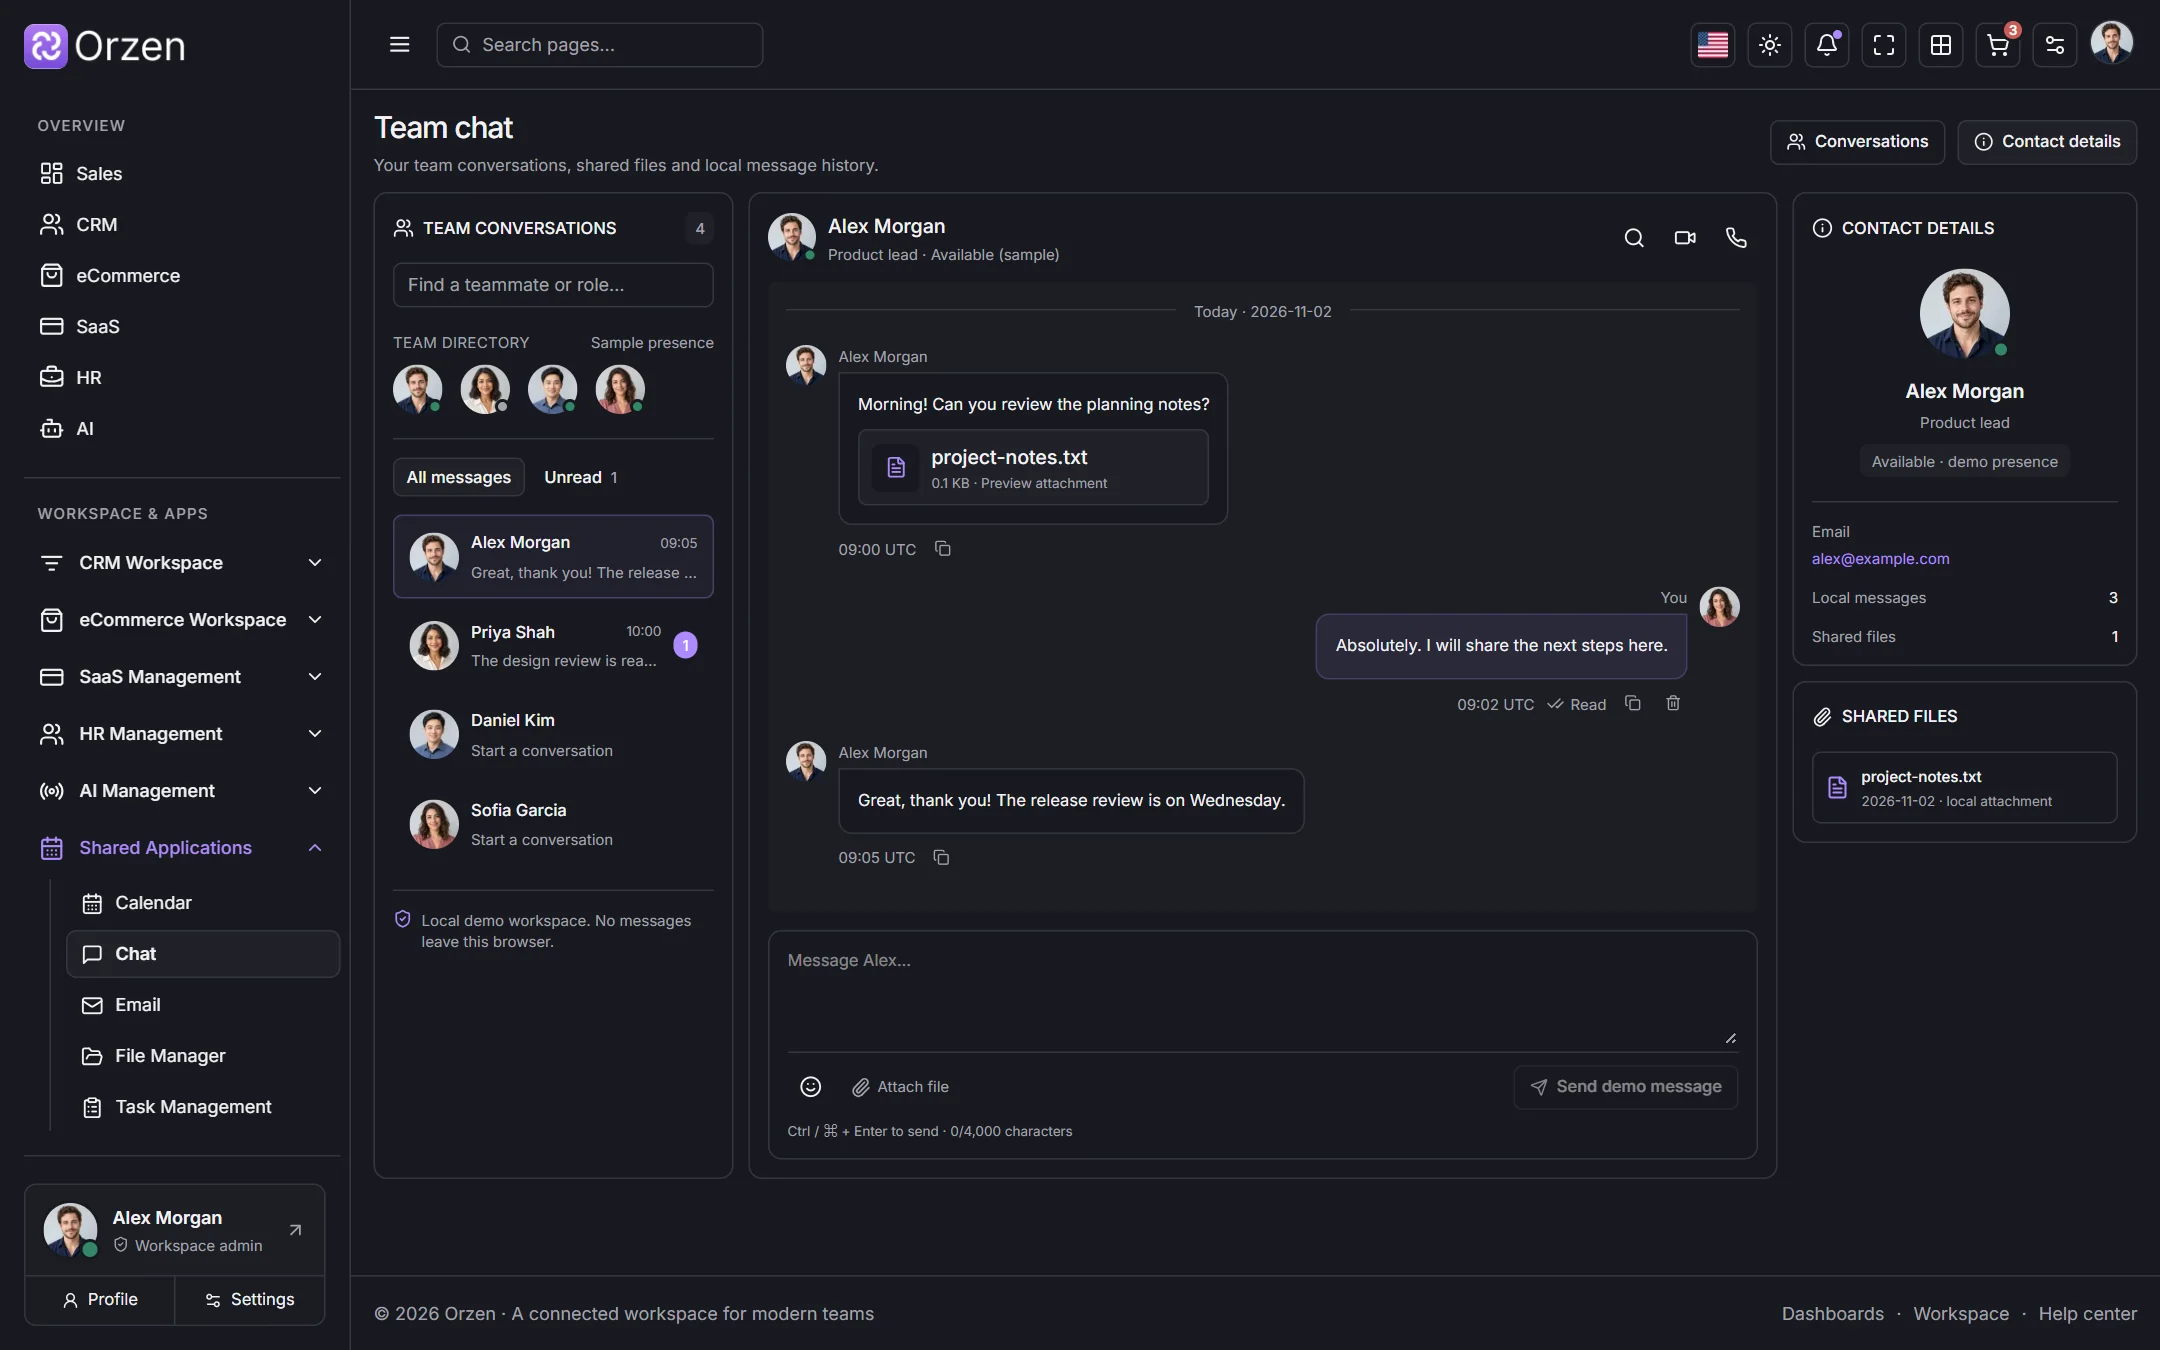 Orzen
OVERVIEW
Sales
CRM
eCommerce
SaaS
HR
AI
WORKSPACE & APPS
CRM Workspace
eCommerce Workspace
SaaS Management
HR Management
AI Management
Shared Applications
Calendar
Chat
Email
File Manager
Task Management
Alex Morgan
Workspace admin
Profile
Settings
Search pages...
3
Team chat
Your team conversations, shared files and local message history.
Conversations
Contact details
TEAM CONVERSATIONS
4
Find a teammate or role...
TEAM DIRECTORY
Sample presence
All messages
Unread 1
Alex Morgan
09:05
Great, thank you! The release ...
Priya Shah
10:00
The design review is rea...
1
Daniel Kim
Start a conversation
Sofia Garcia
Start a conversation
Local demo workspace. No messages
leave this browser.
Alex Morgan
Product lead · Available (sample)
Today · 2026-11-02
Alex Morgan
Morning! Can you review the planning notes?
project-notes.txt
0.1 KB · Preview attachment
09:00 UTC
You
Absolutely. I will share the next steps here.
09:02 UTC
Read
Alex Morgan
Great, thank you! The release review is on Wednesday.
09:05 UTC
Message Alex...
Attach file
Send demo message
Ctrl / ⌘ + Enter to send · 0/4,000 characters
CONTACT DETAILS
Alex Morgan
Product lead
Available · demo presence
Email
alex@example.com
Local messages
3
Shared files
1
SHARED FILES
project-notes.txt
2026-11-02 · local attachment
© 2026 Orzen · A connected workspace for modern teams
Dashboards · Workspace · Help center